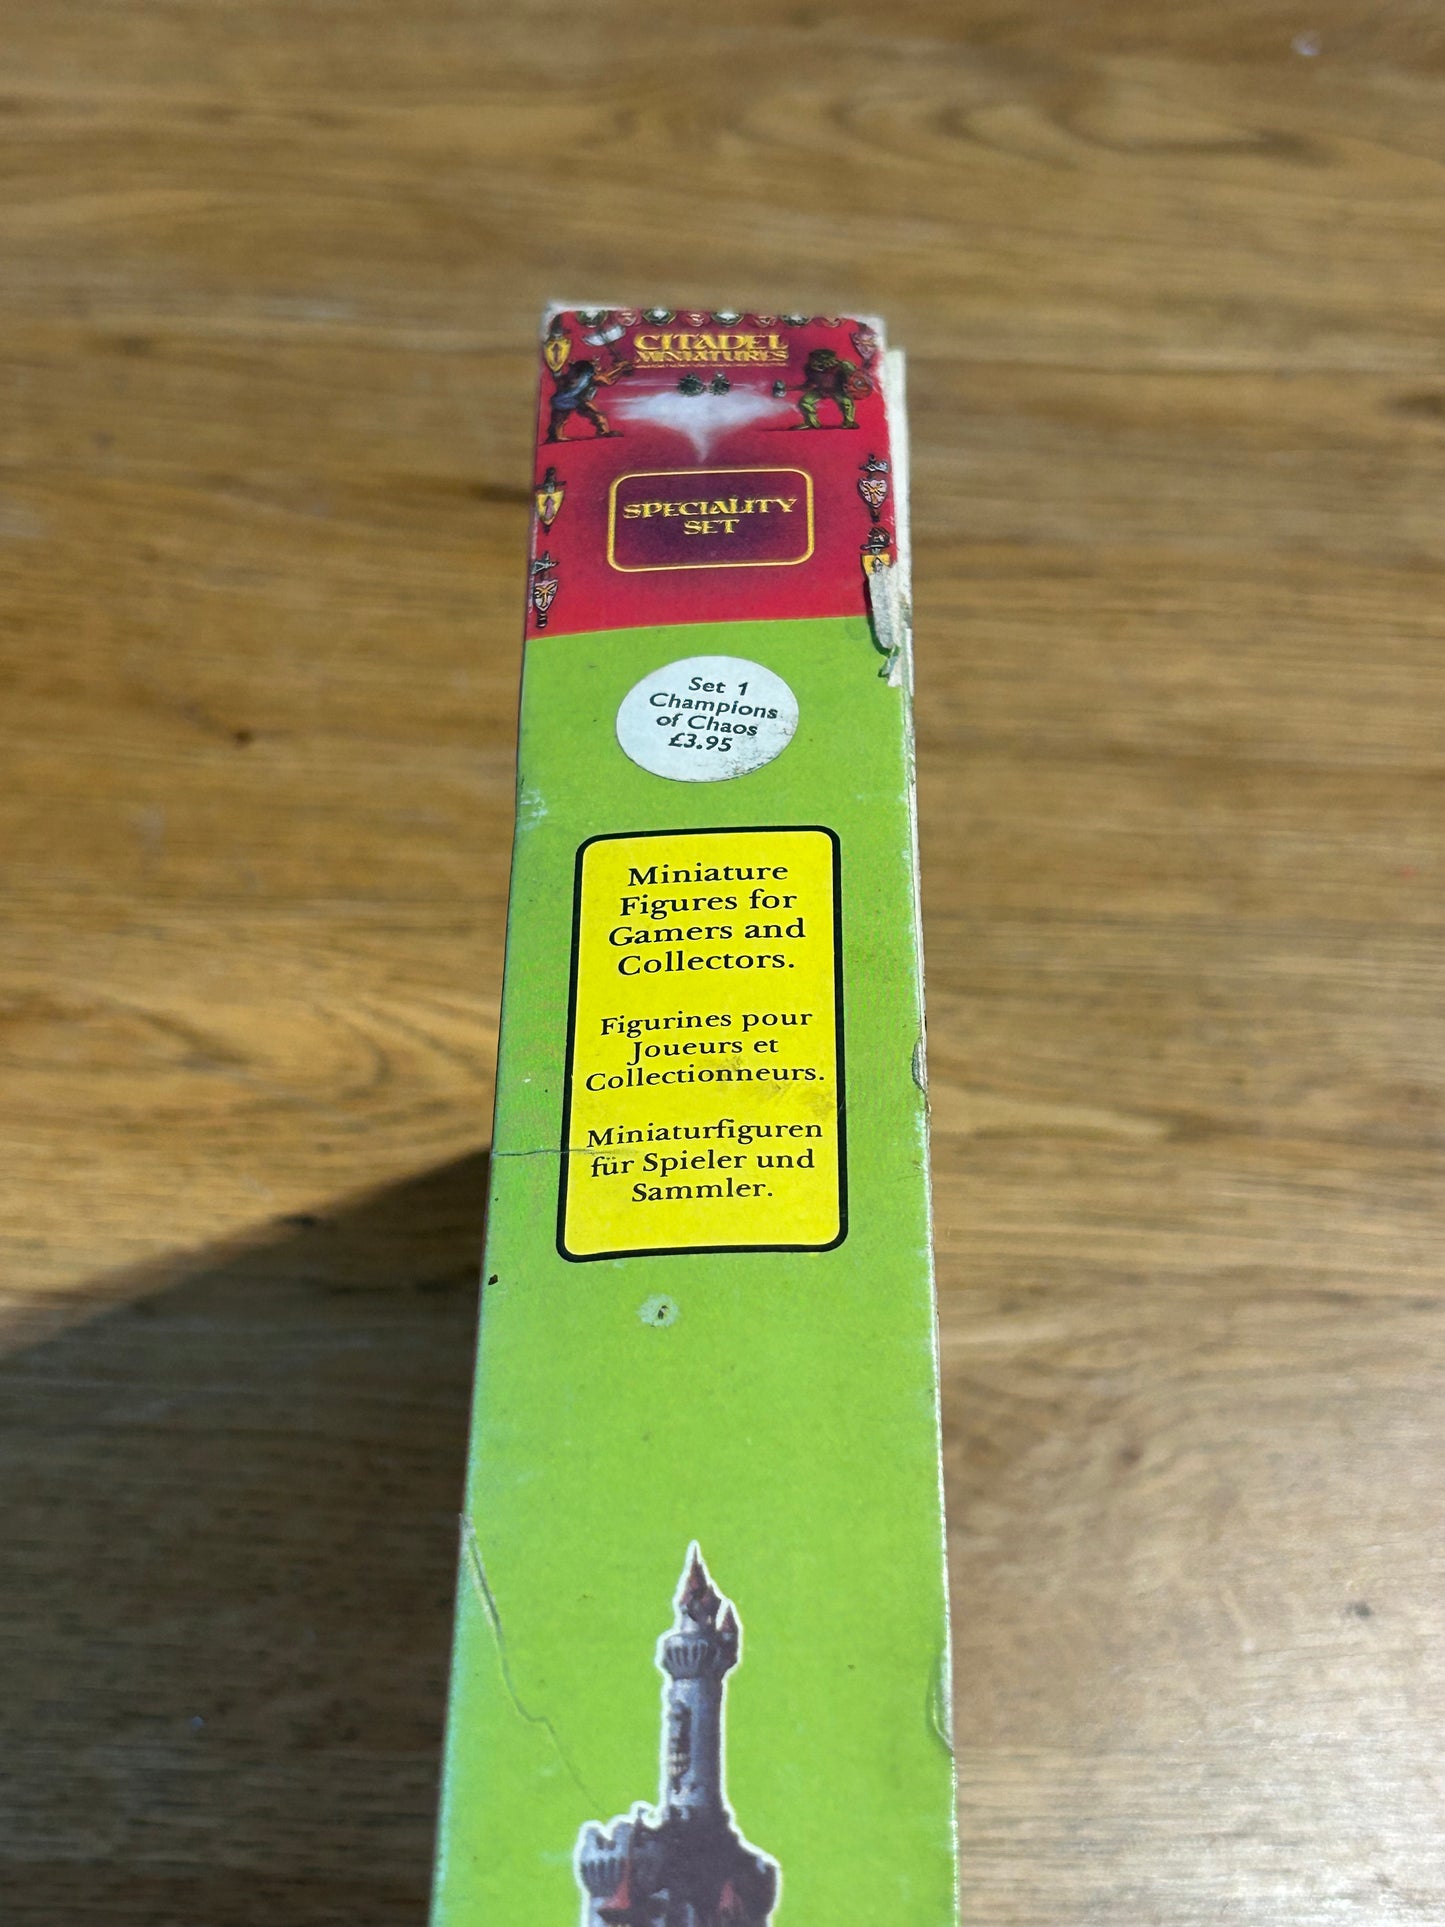 CITADEL
MINIATURES
SPECIALITY
SET
Set 1
Champions
of Chaos
£3.95
Miniature
Figures for
Gamers and
Collectors.
Figurines pour
Joueurs et
Collectionneurs.
Miniaturfiguren
für Spieler und
Sammler.